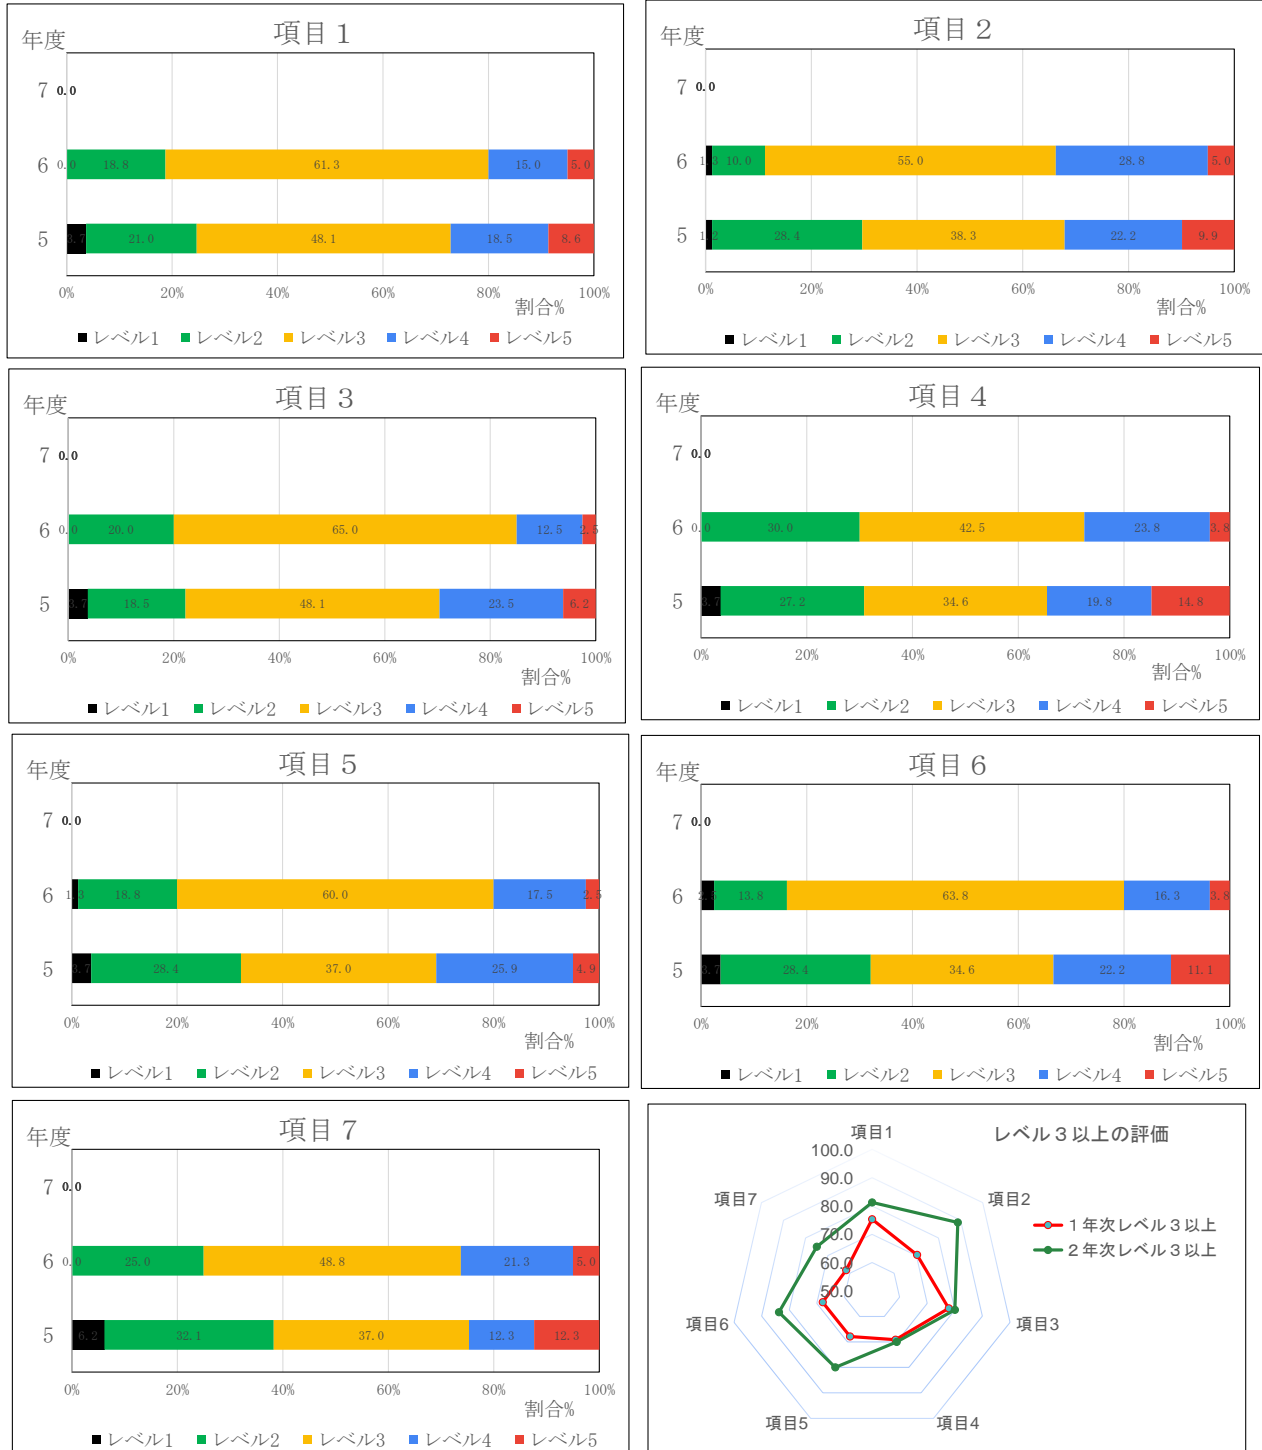 項目１
年度
7 0.0
6 0.0 18.8 61.3 15.0 5.0
5 3.7 21.0 48.1 18.5 8.6
0% 20% 40% 60% 80% 100%
割合%
レベル1 レベル2 レベル3 レベル4 レベル5
項目２
年度
7 0.0
6 1.3 10.0 55.0 28.8 5.0
5 1.2 28.4 38.3 22.2 9.9
0% 20% 40% 60% 80% 100%
割合%
レベル1 レベル2 レベル3 レベル4 レベル5
項目３
年度
7 0.0
6 0.0 20.0 65.0 12.5 2.5
5 3.7 18.5 48.1 23.5 6.2
0% 20% 40% 60% 80% 100%
割合%
レベル1 レベル2 レベル3 レベル4 レベル5
項目４
年度
7 0.0
6 0.0 30.0 42.5 23.8 3.8
5 3.7 27.2 34.6 19.8 14.8
0% 20% 40% 60% 80% 100%
割合%
レベル1 レベル2 レベル3 レベル4 レベル5
項目５
年度
7 0.0
6 1.3 18.8 60.0 17.5 2.5
5 3.7 28.4 37.0 25.9 4.9
0% 20% 40% 60% 80% 100%
割合%
レベル1 レベル2 レベル3 レベル4 レベル5
項目６
年度
7 0.0
6 2.5 13.8 63.8 16.3 3.8
5 3.7 28.4 34.6 22.2 11.1
0% 20% 40% 60% 80% 100%
割合%
レベル1 レベル2 レベル3 レベル4 レベル5
項目７
年度
7 0.0
6 0.0 25.0 48.8 21.3 5.0
5 6.2 32.1 37.0 12.3 12.3
0% 20% 40% 60% 80% 100%
割合%
レベル1 レベル2 レベル3 レベル4 レベル5
レベル３以上の評価
項目1
100.0
90.0
80.0
70.0
60.0
50.0
項目2
項目3
項目4
項目5
項目6
項目7
１年次レベル３以上
２年次レベル３以上